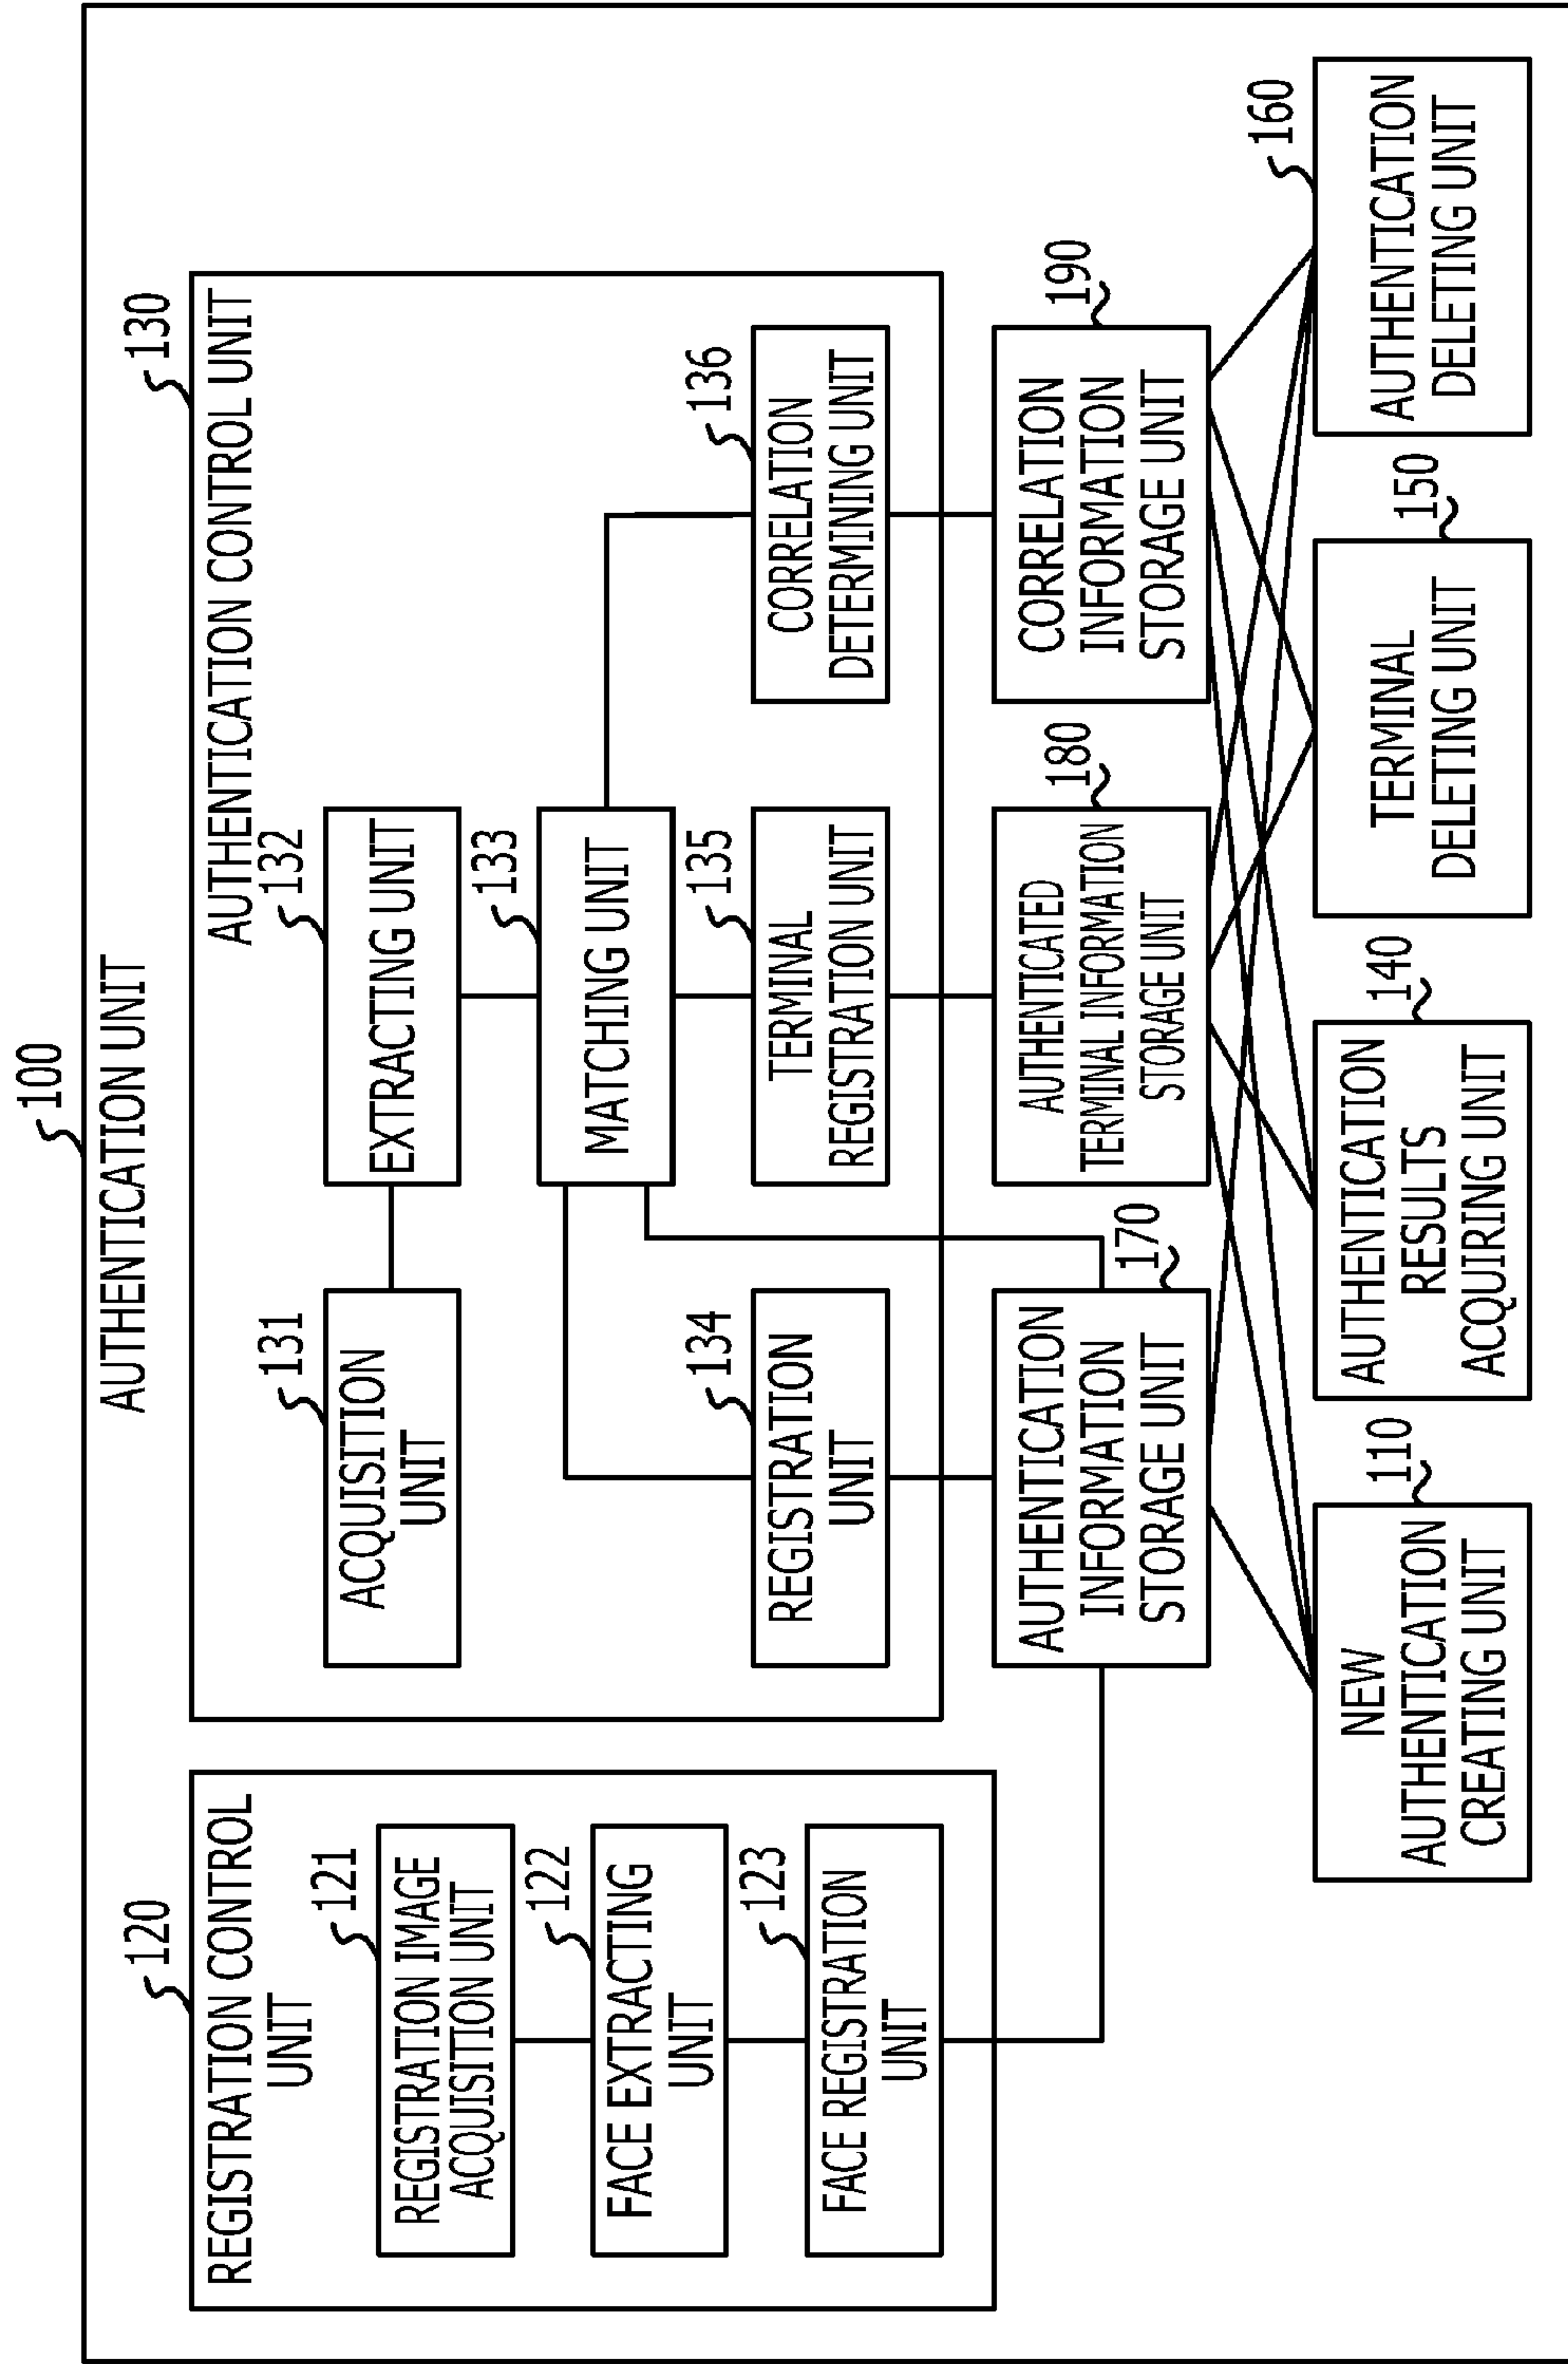 100
AUTHENTICATION UNIT
120
REGISTRATION CONTROL
UNIT
121
REGISTRATION IMAGE
ACQUISITION UNIT
122
FACE EXTRACTING
UNIT
123
FACE REGISTRATION
UNIT
130
AUTHENTICATION CONTROL UNIT
131
ACQUISITION
UNIT
132
EXTRACTING UNIT
133
MATCHING UNIT
134
REGISTRATION
UNIT
135
TERMINAL
REGISTRATION UNIT
136
CORRELATION
DETERMINING UNIT
170
AUTHENTICATION
INFORMATION
STORAGE UNIT
180
AUTHENTICATED
TERMINAL INFORMATION
STORAGE UNIT
190
CORRELATION
INFORMATION
STORAGE UNIT
110
NEW
AUTHENTICATION
CREATING UNIT
140
AUTHENTICATION
RESULTS
ACQUIRING UNIT
150
TERMINAL
DELETING UNIT
160
AUTHENTICATION
DELETING UNIT